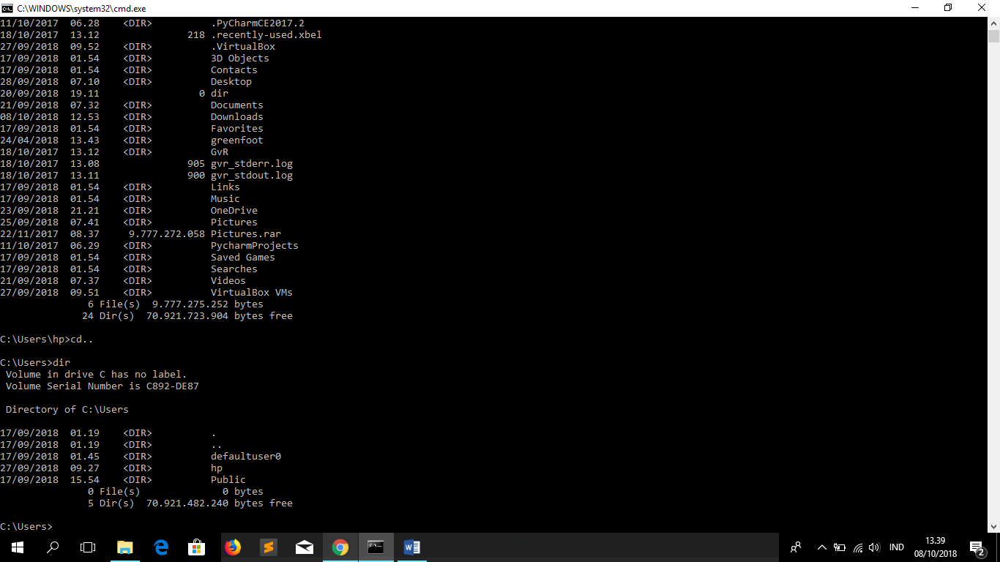 C:\WINDOWS\system32\cmd.exe
11/10/2017  06.28    <DIR>          .PyCharmCE2017.2
18/10/2017  13.12               218 .recently-used.xbel
27/09/2018  09.52    <DIR>          .VirtualBox
17/09/2018  01.54    <DIR>          3D Objects
17/09/2018  01.54    <DIR>          Contacts
28/09/2018  07.10    <DIR>          Desktop
20/09/2018  19.11                 0 dir
21/09/2018  07.32    <DIR>          Documents
08/10/2018  12.53    <DIR>          Downloads
17/09/2018  01.54    <DIR>          Favorites
24/04/2018  13.43    <DIR>          greenfoot
18/10/2017  13.12    <DIR>          GvR
18/10/2017  13.08               905 gvr_stderr.log
18/10/2017  13.11               900 gvr_stdout.log
17/09/2018  01.54    <DIR>          Links
17/09/2018  01.54    <DIR>          Music
23/09/2018  21.21    <DIR>          OneDrive
25/09/2018  07.41    <DIR>          Pictures
22/11/2017  08.37     9.777.272.058 Pictures.rar
11/10/2017  06.29    <DIR>          PycharmProjects
17/09/2018  01.54    <DIR>          Saved Games
17/09/2018  01.54    <DIR>          Searches
21/09/2018  07.37    <DIR>          Videos
27/09/2018  09.51    <DIR>          VirtualBox VMs
               6 File(s)  9.777.275.252 bytes
              24 Dir(s)  70.921.723.904 bytes free
C:\Users\hp>cd..
C:\Users>dir
 Volume in drive C has no label.
 Volume Serial Number is C892-DE87
 Directory of C:\Users
17/09/2018  01.19    <DIR>          .
17/09/2018  01.19    <DIR>          ..
17/09/2018  01.45    <DIR>          defaultuser0
27/09/2018  09.27    <DIR>          hp
17/09/2018  15.54    <DIR>          Public
               0 File(s)              0 bytes
               5 Dir(s)  70.921.482.240 bytes free
C:\Users>
IND
13.39
08/10/2018
2